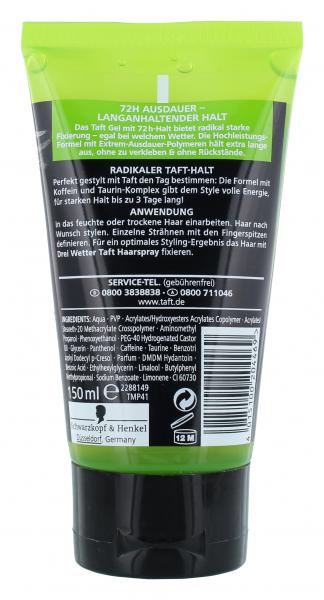 72H AUSDAUER –
LANGANHALTENDER HALT
Das Taft Gel mit 72h-Halt bietet radikal starke
Fixierung – egal bei welchem Wetter. Die Hochleistungs-
Formel mit Extrem-Ausdauer-Polymeren hält extra lange
aus, ohne zu verkleben & ohne Rückstände.
RADIKALER TAFT-HALT
Perfekt gestylt mit Taft den Tag bestimmen: Die Formel mit
Koffein und Taurin-Komplex gibt dem Style volle Energie,
für starken Halt bis zu 3 Tage lang!
ANWENDUNG
In das feuchte oder trockene Haar einarbeiten. Haar nach
Wunsch stylen. Einzelne Strähnen mit den Fingerspitzen
definieren. Für ein optimales Styling-Ergebnis das Haar mit
Drei Wetter Taft Haarspray fixieren.
SERVICE-TEL. (gebührenfrei)
D 0800 3838838 · A 0800 711046
www.taft.de
INGREDIENTS: Aqua · PVP · Acrylates/Hydroxyesters Acrylates Copolymer · Acrylates/
Steareth-20 Methacrylate Crosspolymer · Aminomethyl
Propanol · Phenoxyethanol · PEG-40 Hydrogenated Castor
Oil · Glycerin · Panthenol · Caffeine · Taurine · Benzotri
azolyl Dodecyl p-Cresol · Parfum · DMDM Hydantoin ·
Benzoic Acid · Ethylhexylglycerin · Linalool · Butylphenyl
Methylpropional · Sodium Benzoate · Limonene · CI 60730
150ml e 2288149
TMP41
Schwarzkopf & Henkel
Düsseldorf, Germany
12 M